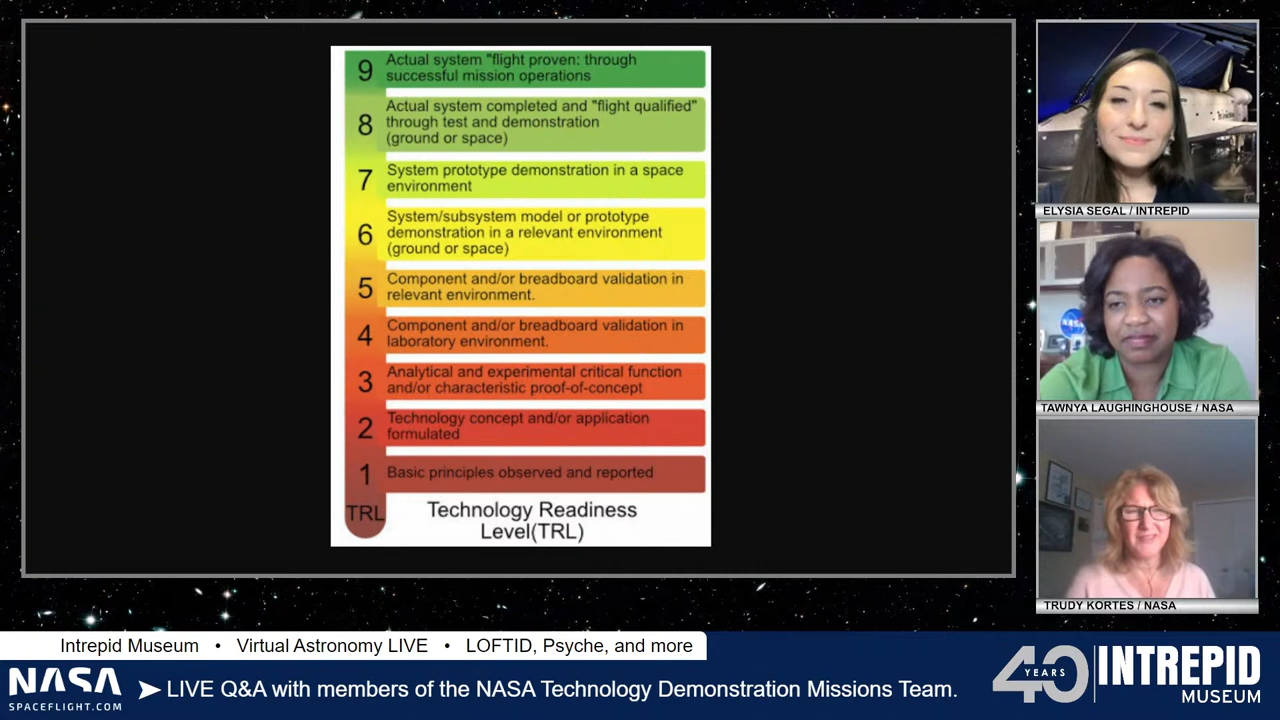 9
Actual system "flight proven: through
successful mission operations
8
Actual system completed and "flight qualified"
through test and demonstration
(ground or space)
7
System prototype demonstration in a space
environment
6
System/subsystem model or prototype
demonstration in a relevant environment
(ground or space)
5
Component and/or breadboard validation in
relevant environment.
4
Component and/or breadboard validation in
laboratory environment.
3
Analytical and experimental critical function
and/or characteristic proof-of-concept
2
Technology concept and/or application
formulated
1
Basic principles observed and reported
TRL
Technology Readiness
Level(TRL)
ELYSIA SEGAL / INTREPID
NASA
TAWNYA LAUGHINGHOUSE / NASA
TRUDY KORTES / NASA
Intrepid Museum • Virtual Astronomy LIVE • LOFTID, Psyche, and more
NASA
SPACEFLIGHT.COM
LIVE Q&A with members of the NASA Technology Demonstration Missions Team.
40
YEARS
INTREPID
MUSEUM